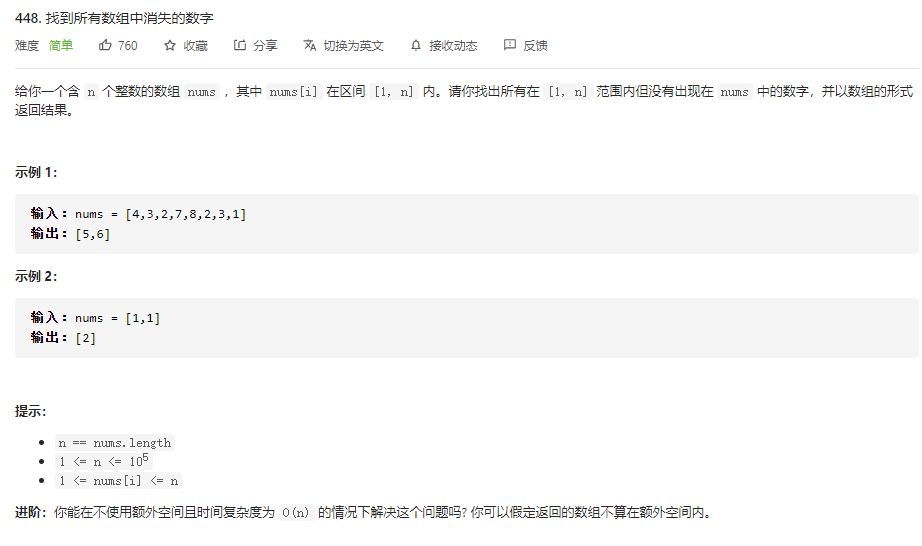 448. 找到所有数组中消失的数字
难度 简单 760 收藏 分享 切换为英文 接收动态 反馈
给你一个含 n 个整数的数组 nums ，其中 nums[i] 在区间 [1, n] 内。请你找出所有在 [1, n] 范围内但没有出现在 nums 中的数字，并以数组的形式
返回结果。
示例 1：
输入：nums = [4,3,2,7,8,2,3,1]
输出：[5,6]
示例 2：
输入：nums = [1,1]
输出：[2]
提示：
n == nums.length
1 <= n <= 10⁵
1 <= nums[i] <= n
进阶：你能在不使用额外空间且时间复杂度为 O(n) 的情况下解决这个问题吗? 你可以假定返回的数组不算在额外空间内。